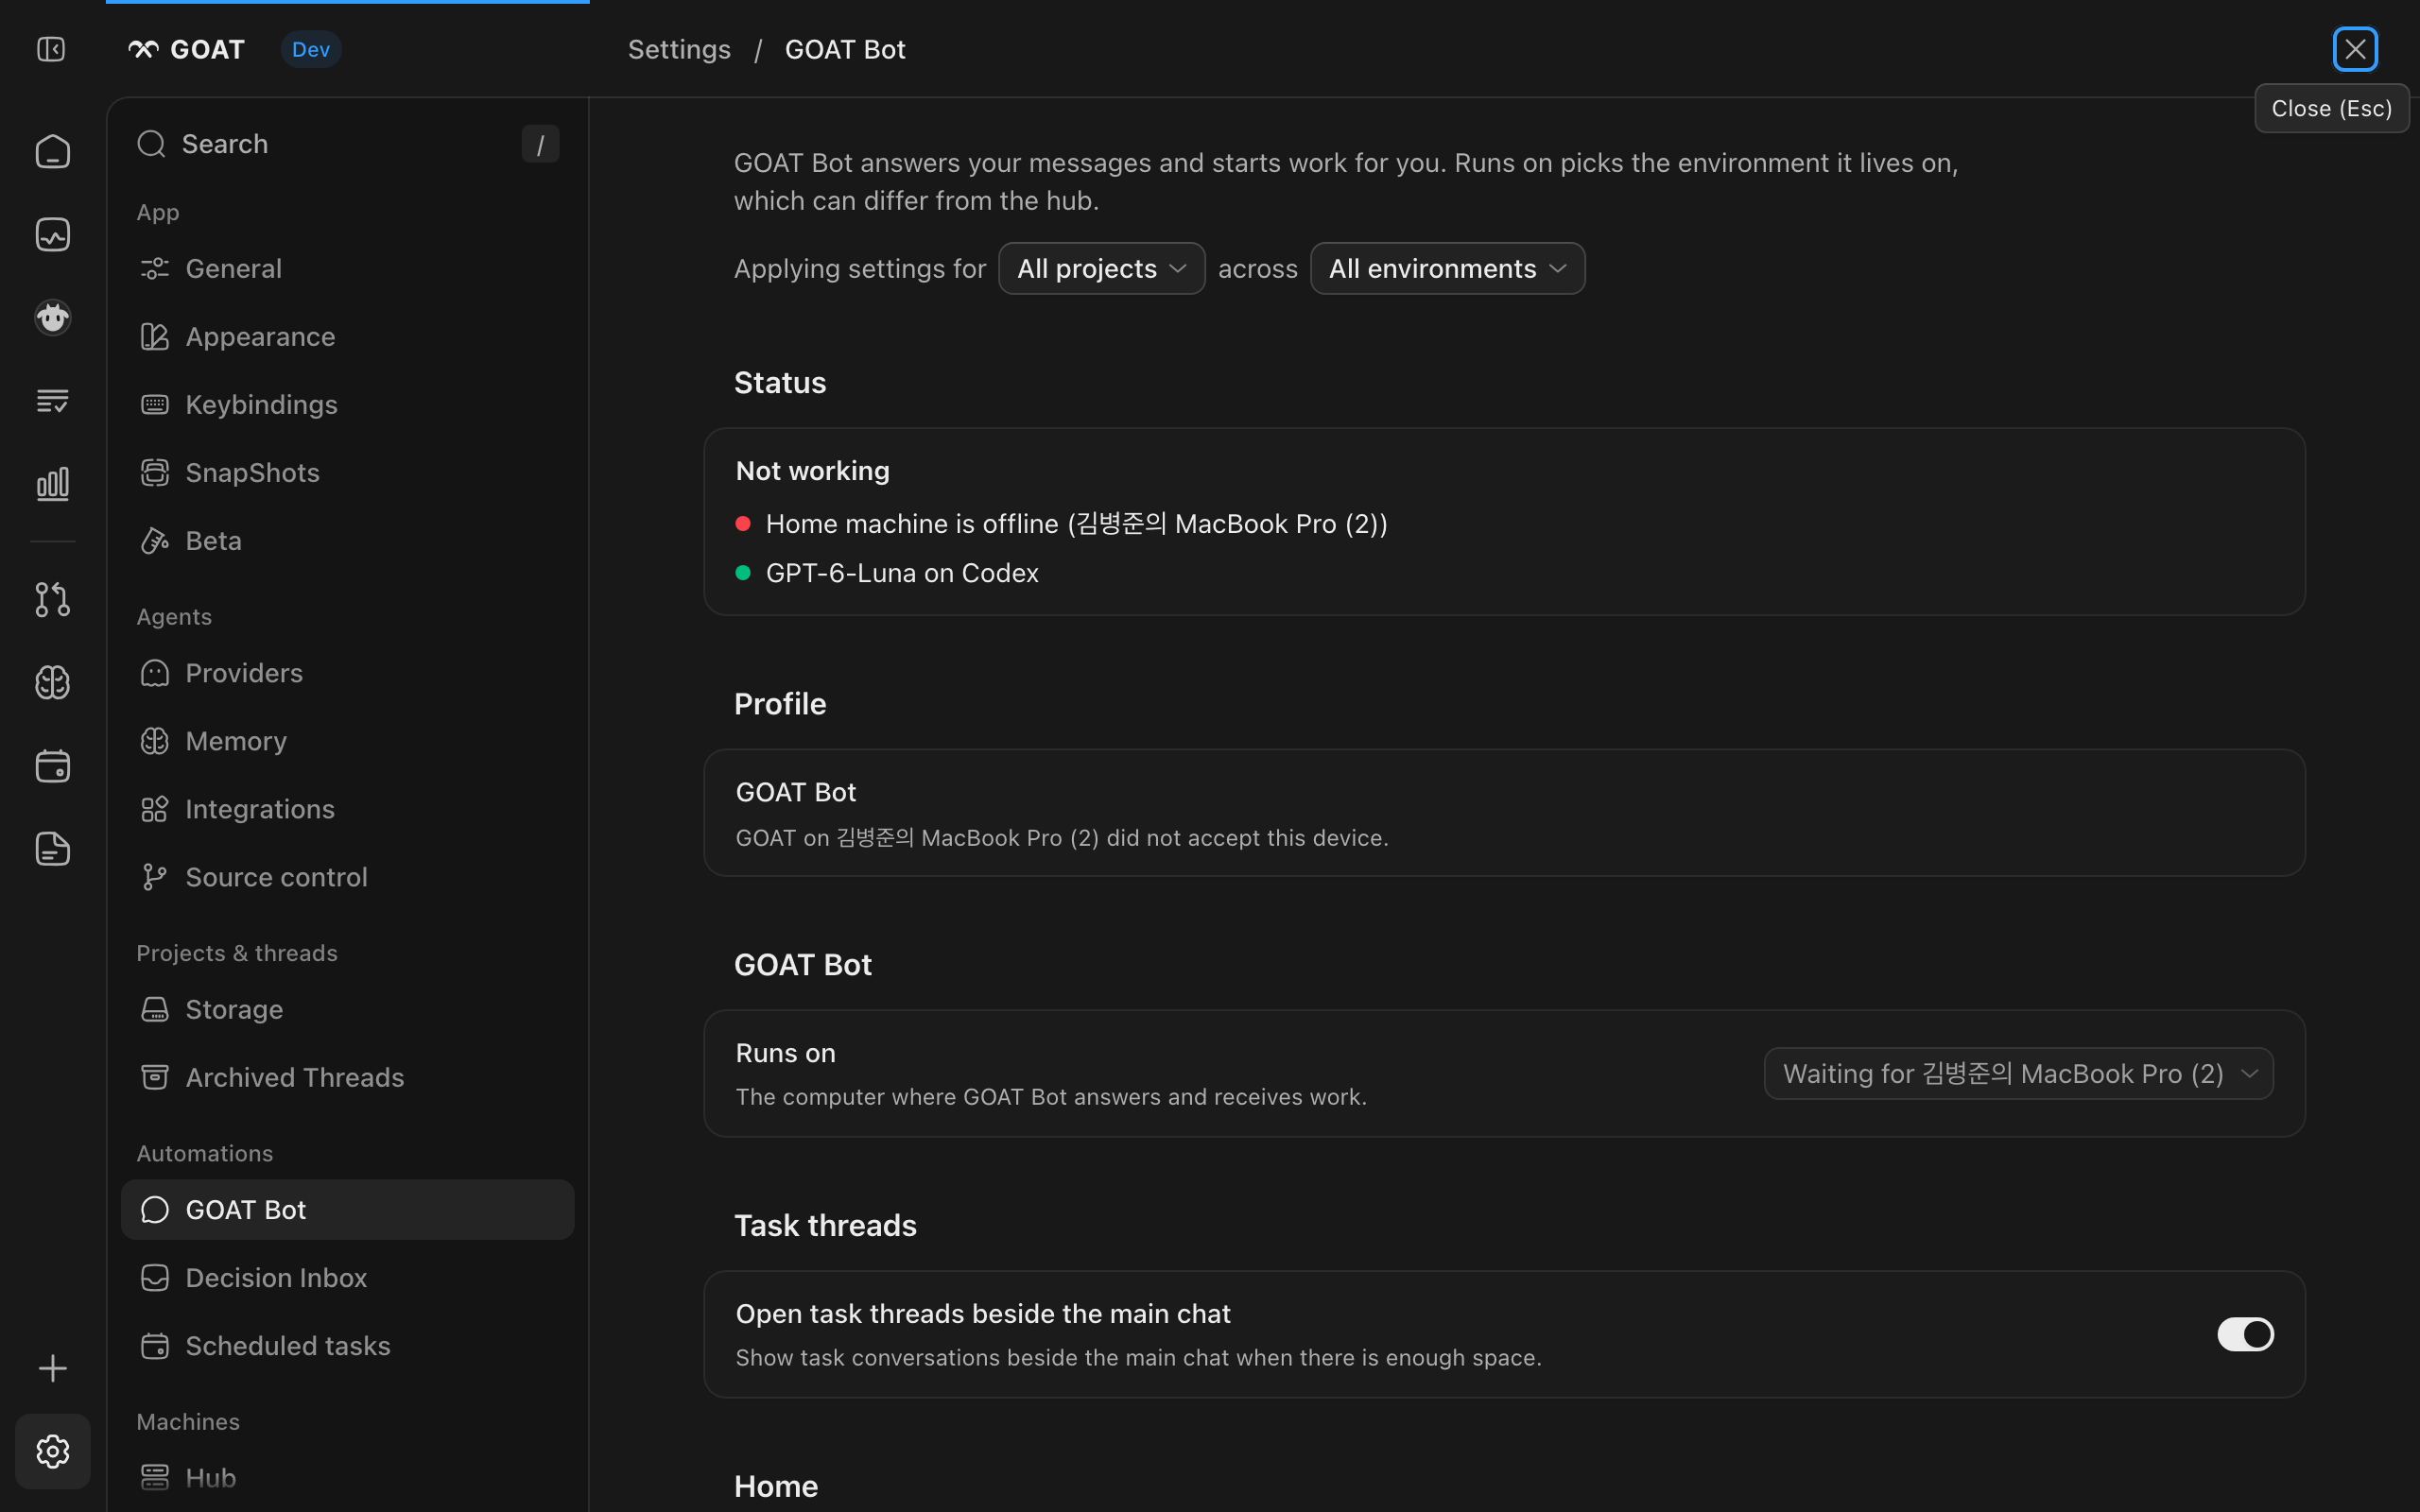 GOAT Dev
Settings / GOAT Bot
Close (Esc)
Search /
App
General
Appearance
Keybindings
SnapShots
Beta
Agents
Providers
Memory
Integrations
Source control
Projects & threads
Storage
Archived Threads
Automations
GOAT Bot
Decision Inbox
Scheduled tasks
Machines
Hub
GOAT Bot answers your messages and starts work for you. Runs on picks the environment it lives on,
which can differ from the hub.
Applying settings for All projects across All environments
Status
Not working
Home machine is offline (김병준의 MacBook Pro (2))
GPT-6-Luna on Codex
Profile
GOAT Bot
GOAT on 김병준의 MacBook Pro (2) did not accept this device.
GOAT Bot
Runs on
The computer where GOAT Bot answers and receives work.
Waiting for 김병준의 MacBook Pro (2)
Task threads
Open task threads beside the main chat
Show task conversations beside the main chat when there is enough space.
Home